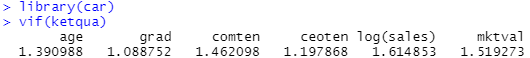 > library(car)
> vif(ketqua)
age grad comten ceoten log(sales) mktval
1.390988 1.088752 1.462098 1.197868 1.614853 1.519273